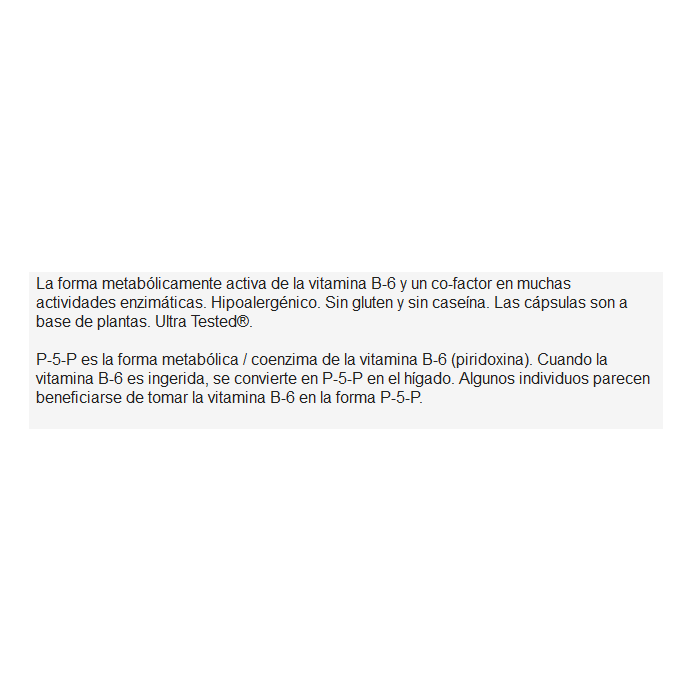 La forma metabólicamente activa de la vitamina B-6 y un co-factor en muchas
actividades enzimáticas. Hipoalergénico. Sin gluten y sin caseína. Las cápsulas son a
base de plantas. Ultra Tested®.
P-5-P es la forma metabólica / coenzima de la vitamina B-6 (piridoxina). Cuando la
vitamina B-6 es ingerida, se convierte en P-5-P en el hígado. Algunos individuos parecen
beneficiarse de tomar la vitamina B-6 en la forma P-5-P.